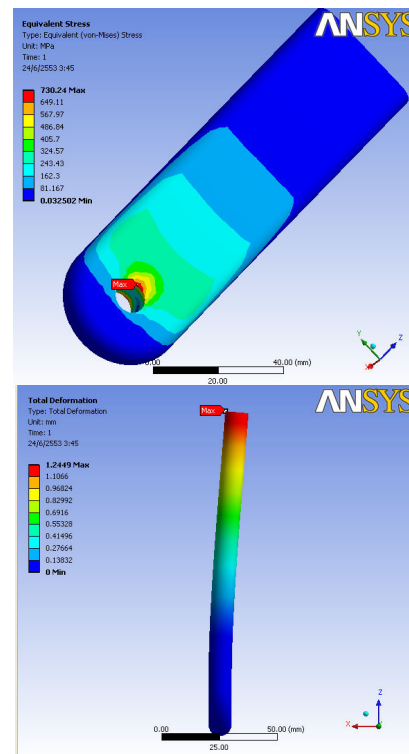 Equivalent Stress
Type: Equivalent (von-Mises) Stress
Unit: MPa
Time: 1
24/6/2553 3:45
730.24 Max
649.11
567.97
486.84
405.7
324.57
243.43
162.3
81.167
0.032502 Min
ANSYS
Max
0.00
40.00 (mm)
20.00
Y
Z
X
Total Deformation
Type: Total Deformation
Unit: mm
Time: 1
24/6/2553 3:45
1.2449 Max
1.1066
0.96824
0.82992
0.6916
0.55328
0.41496
0.27664
0.13832
0 Min
ANSYS
Max
0.00
50.00 (mm)
25.00
Z
X